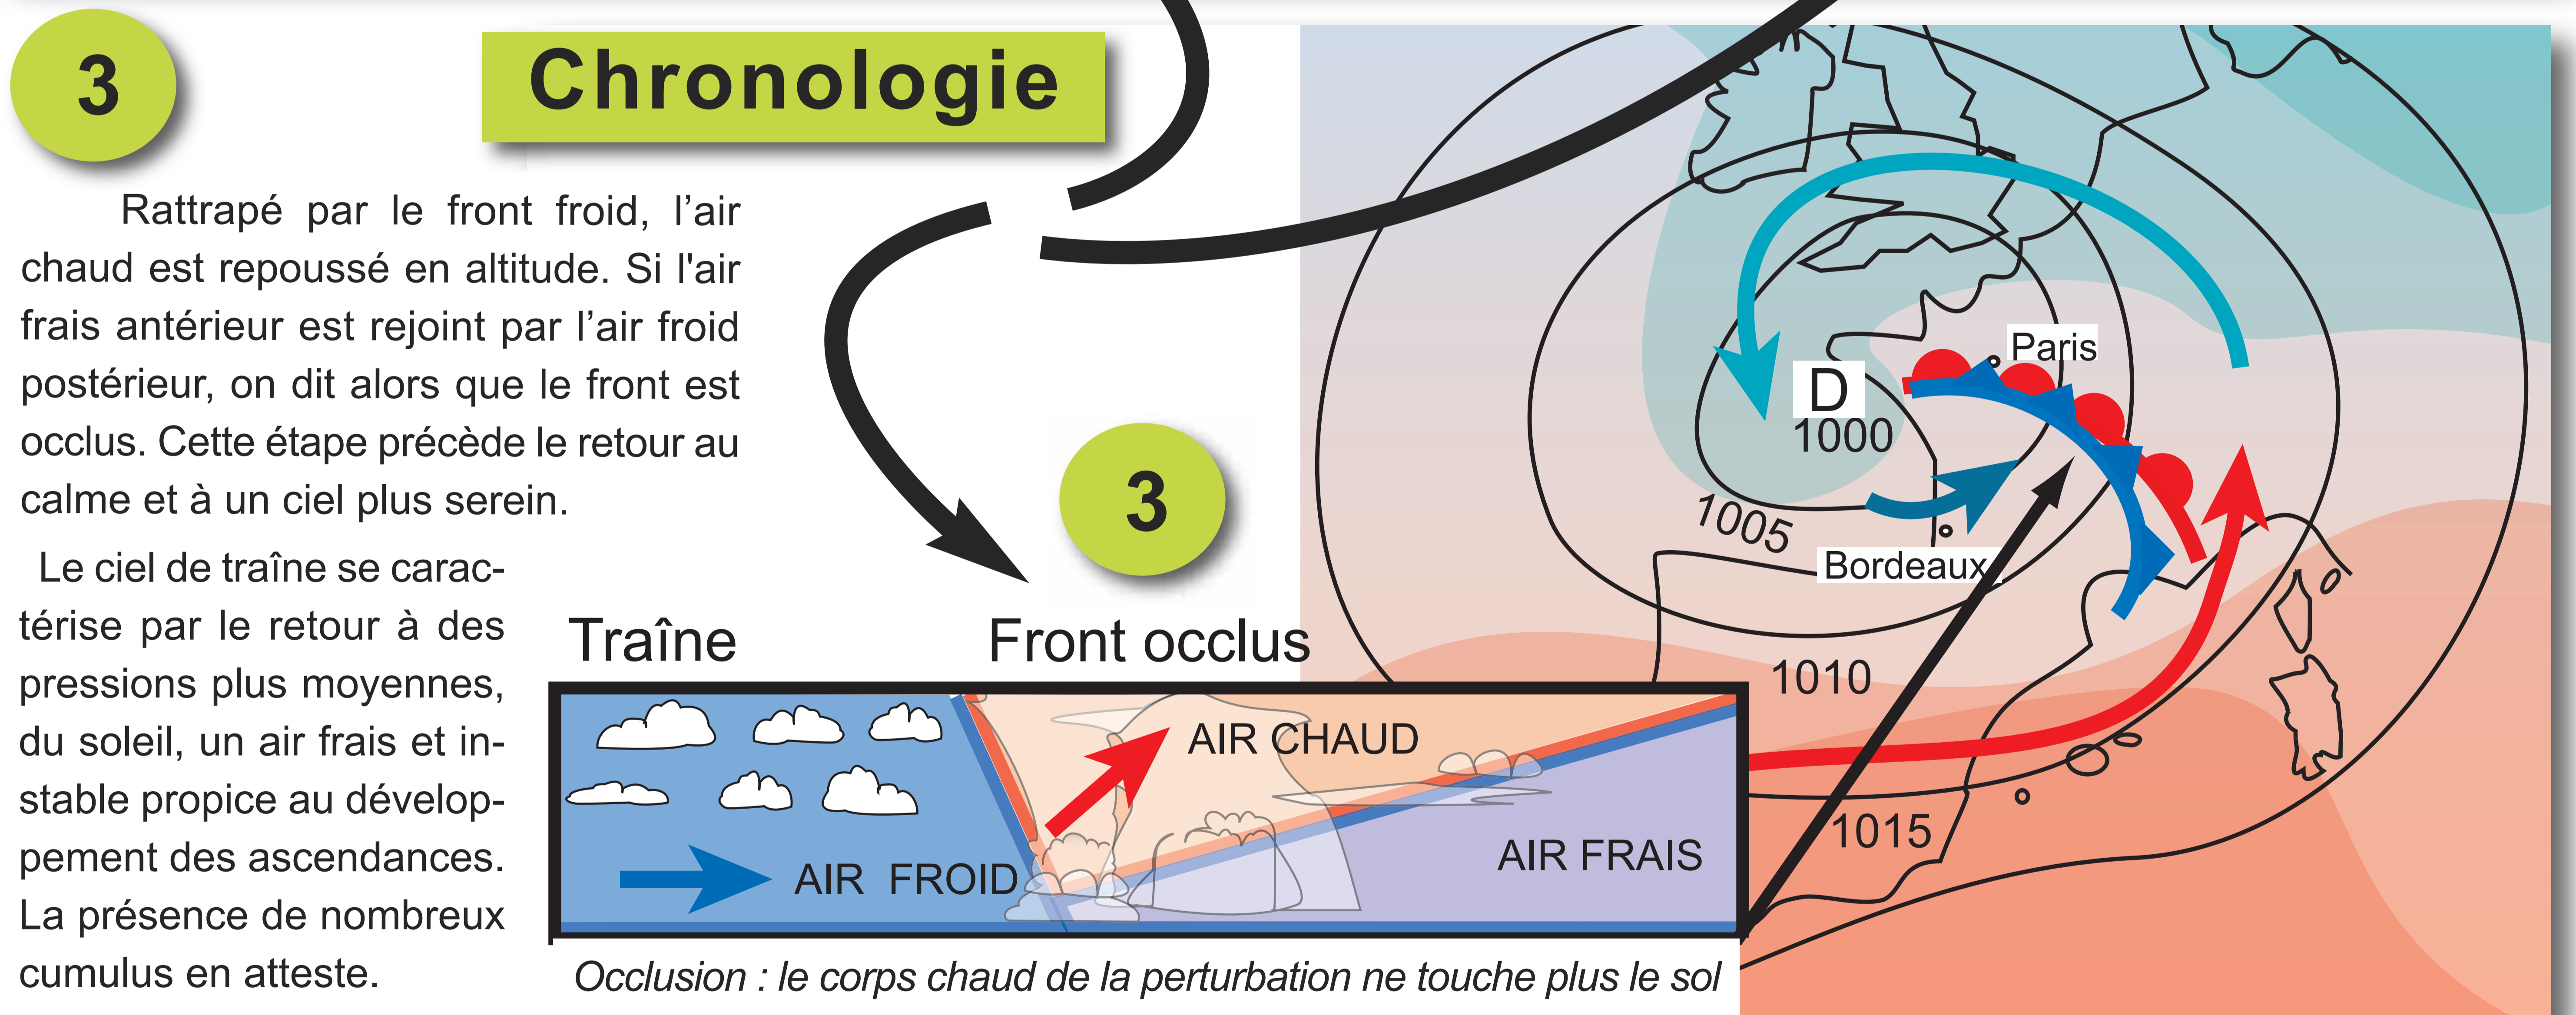 3
Chronologie
Rattrapé par le front froid, l’air
chaud est repoussé en altitude. Si l'air
frais antérieur est rejoint par l’air froid
postérieur, on dit alors que le front est
occlus. Cette étape précède le retour au
calme et à un ciel plus serein.
Le ciel de traîne se carac-
térise par le retour à des
pressions plus moyennes,
du soleil, un air frais et in-
stable propice au dévelop-
pement des ascendances.
La présence de nombreux
cumulus en atteste.
3
Traîne
Front occlus
AIR CHAUD
AIR FROID
AIR FRAIS
Occlusion : le corps chaud de la perturbation ne touche plus le sol
Paris
D
1000
1005
Bordeaux
1010
1015